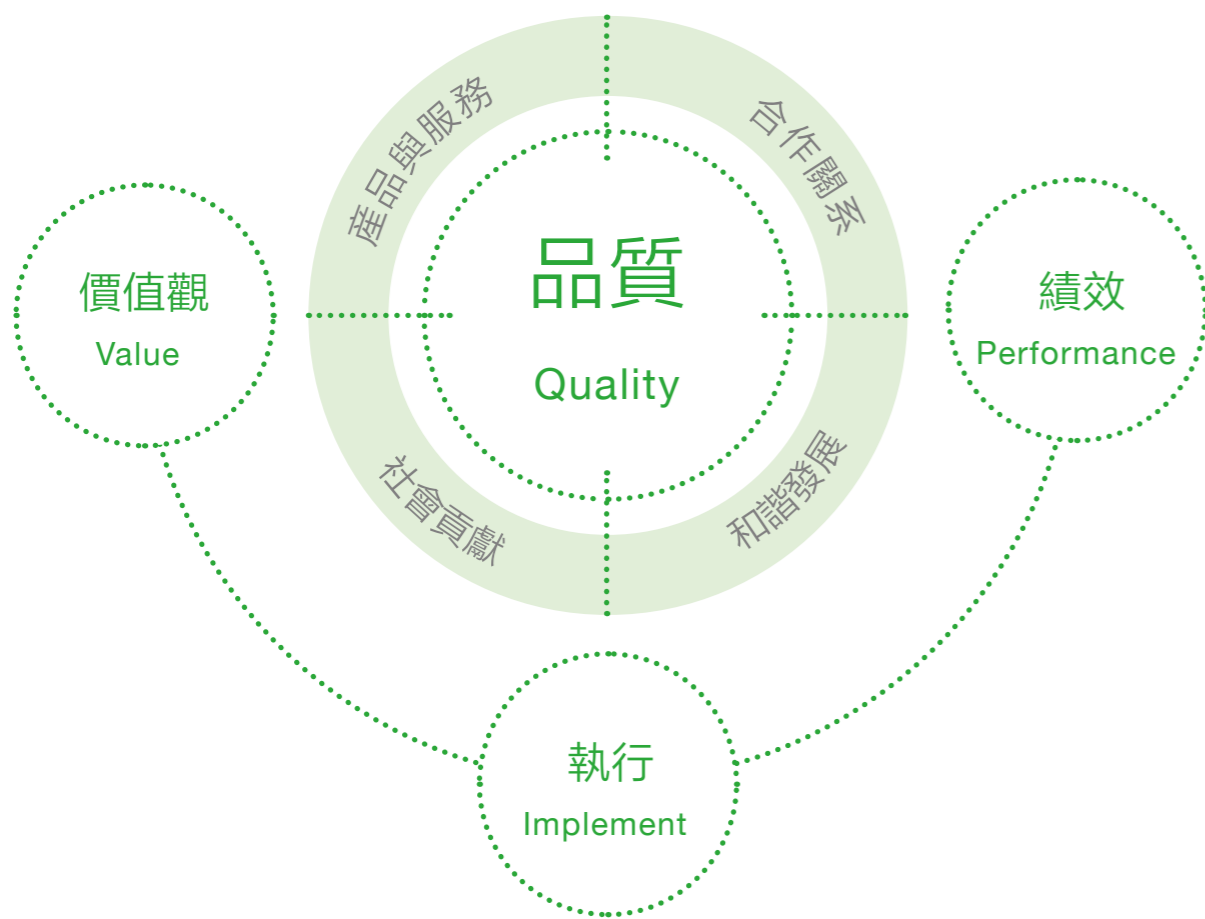 產品與服務
合作關系
價值觀
Value
品質
Quality
績效
Performance
社會貢獻
和諧發展
執行
Implement